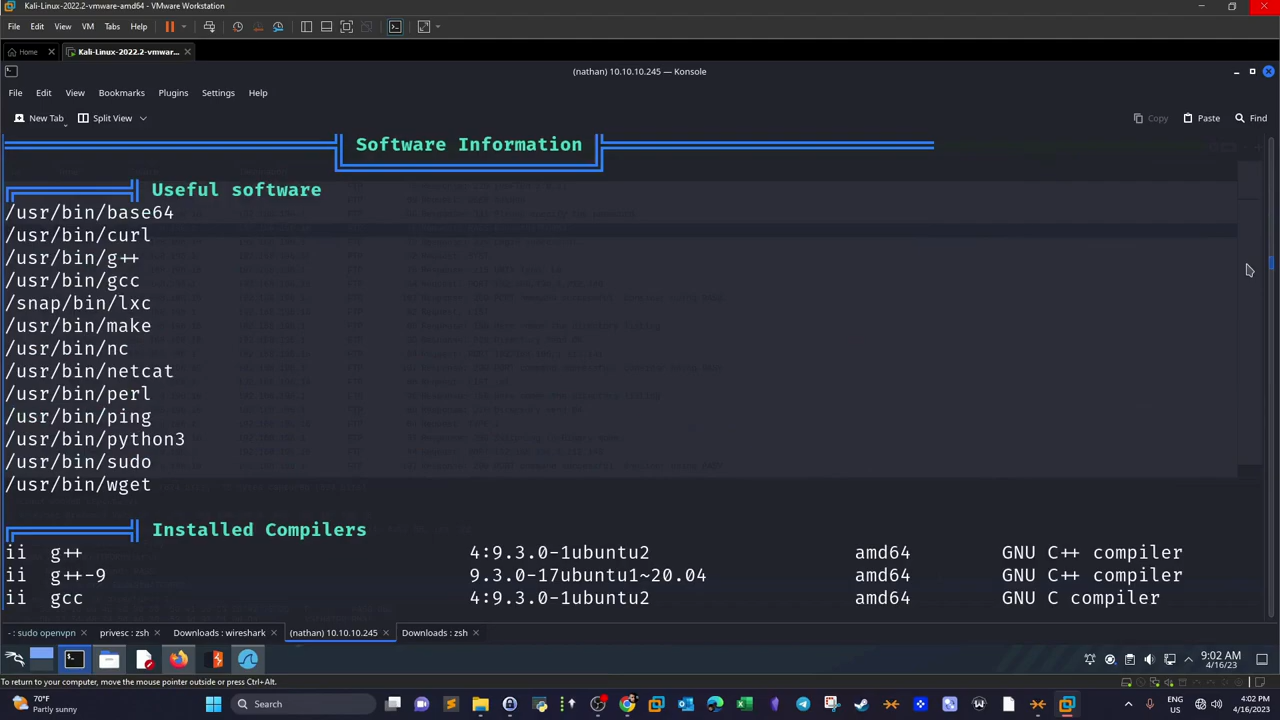 Kali-Linux-2022.2-vmware-amd64 - VMware Workstation
File Edit View VM Tabs Help
Home Kali-Linux-2022.2-vmwar...
(nathan) 10.10.10.245 — Konsole
File Edit View Bookmarks Plugins Settings Help
New Tab Split View Copy Paste Find
Software Information
Useful software
/usr/bin/base64
/usr/bin/curl
/usr/bin/g++
/usr/bin/gcc
/snap/bin/lxc
/usr/bin/make
/usr/bin/nc
/usr/bin/netcat
/usr/bin/perl
/usr/bin/ping
/usr/bin/python3
/usr/bin/sudo
/usr/bin/wget
Installed Compilers
ii g++ 4:9.3.0-1ubuntu2 amd64 GNU C++ compiler
ii g++-9 9.3.0-17ubuntu1~20.04 amd64 GNU C++ compiler
ii gcc 4:9.3.0-1ubuntu2 amd64 GNU C compiler
- : sudo openvpn privesc : zsh Downloads : wireshark (nathan) 10.10.10.245 Downloads : zsh
9:02 AM
4/16/23
To return to your computer, move the mouse pointer outside or press Ctrl+Alt.
70°F
Partly sunny
Search
ENG
US
4:02 PM
4/16/2023